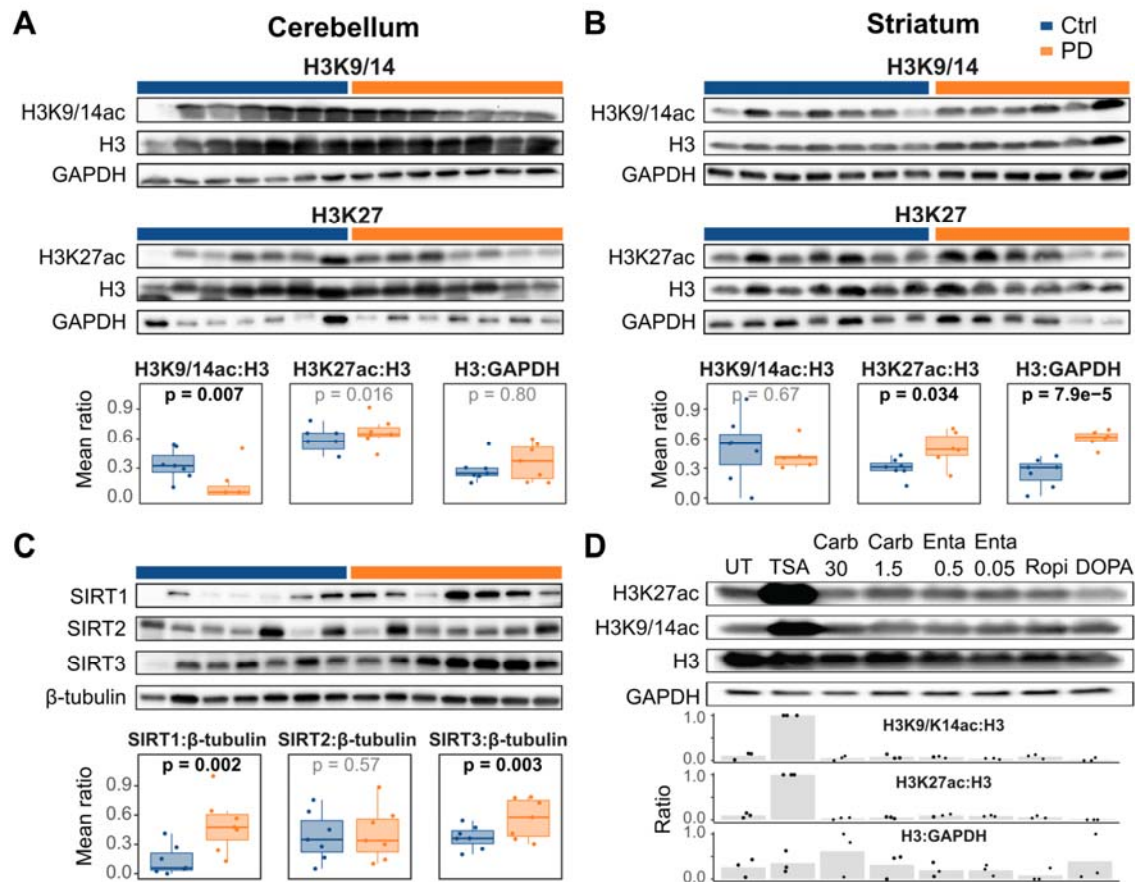 A Cerebellum
H3K9/14
H3K9/14ac
H3
GAPDH
H3K27
H3K27ac
H3
GAPDH
H3K9/14ac:H3 H3K27ac:H3 H3:GAPDH
p = 0.007 p = 0.016 p = 0.80
Mean ratio
0.9
0.6
0.3
0.0
B Striatum
Ctrl
PD
H3K9/14
H3K9/14ac
H3
GAPDH
H3K27
H3K27ac
H3
GAPDH
H3K9/14ac:H3 H3K27ac:H3 H3:GAPDH
p = 0.67 p = 0.034 p = 7.9e−5
Mean ratio
0.9
0.6
0.3
0.0
C
SIRT1
SIRT2
SIRT3
β-tubulin
SIRT1:β-tubulin SIRT2:β-tubulin SIRT3:β-tubulin
p = 0.002 p = 0.57 p = 0.003
Mean ratio
0.9
0.6
0.3
0.0
D
Carb Carb Enta Enta
UT TSA 30 1.5 0.5 0.05 Ropi DOPA
H3K27ac
H3K9/14ac
H3
GAPDH
Ratio
1.0 H3K9/K14ac:H3
0.0
1.0 H3K27ac:H3
0.0
1.0 H3:GAPDH
0.0